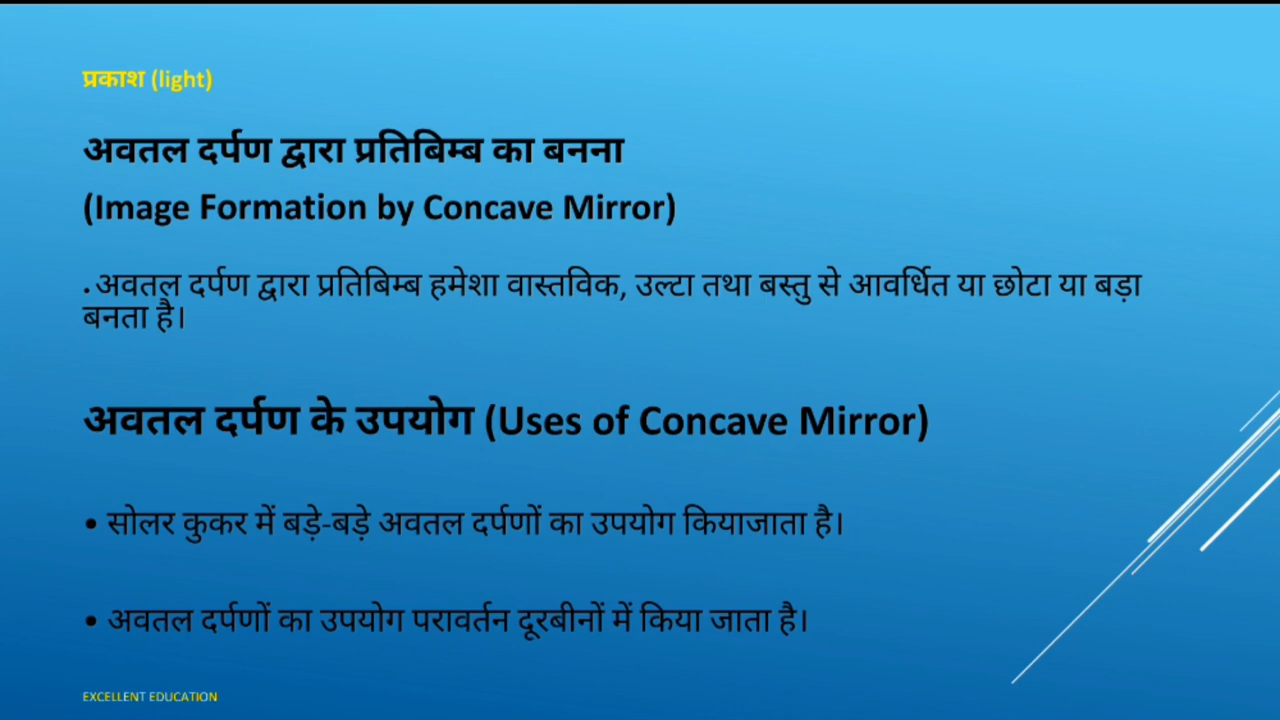 प्रकाश (light)
अवतल दर्पण द्वारा प्रतिबिम्ब का बनना
(Image Formation by Concave Mirror)
. अवतल दर्पण द्वारा प्रतिबिम्ब हमेशा वास्तविक, उल्टा तथा बस्तु से आवर्धित या छोटा या बड़ा
बनता है।
अवतल दर्पण के उपयोग (Uses of Concave Mirror)
• सोलर कुकर में बड़े-बड़े अवतल दर्पणों का उपयोग कियाजाता है।
• अवतल दर्पणों का उपयोग परावर्तन दूरबीनों में किया जाता है।
EXCELLENT EDUCATION